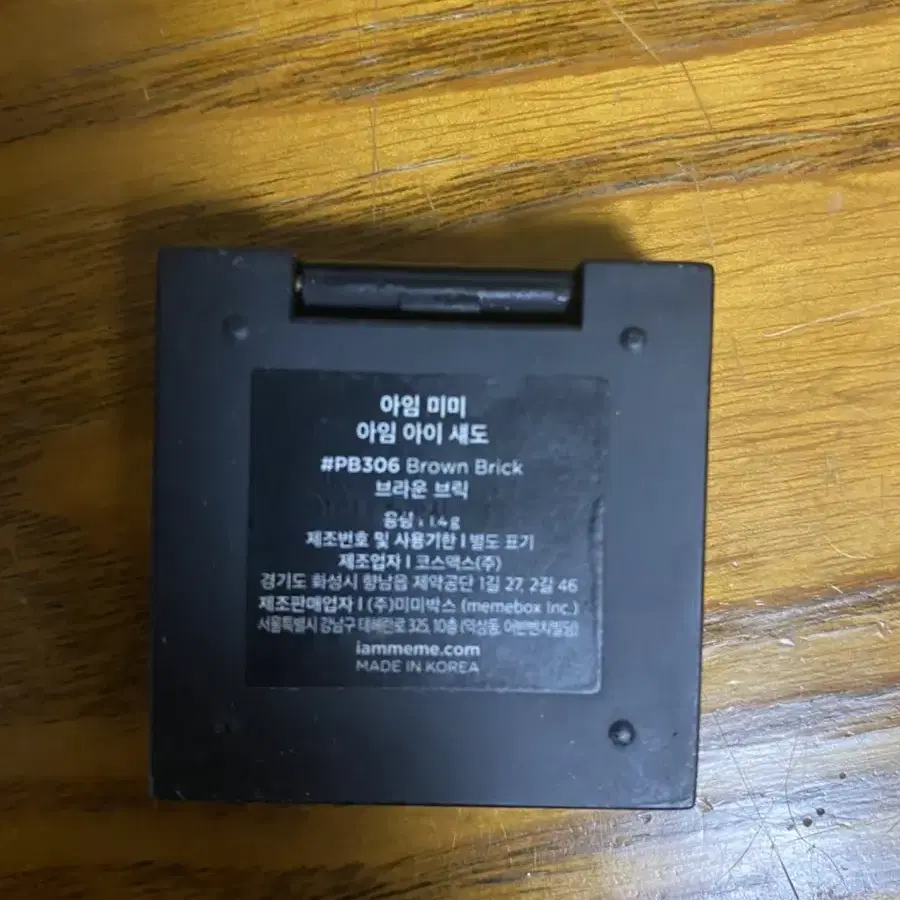 아임 미미
아임 아이 섀도
#PB306 Brown Brick
브라운 브릭
용량 : 1.4g
제조번호 및 사용기한 I 별도 표기
제조업자 I 코스맥스(주)
경기도 화성시 향남읍 제약공단 1길 27, 2길 46
제조판매업자 I (주)미미박스 (memebox Inc.)
서울특별시 강남구 테헤란로 325, 10층 (역삼동, 어반벤치빌딩)
iammeme.com
MADE IN KOREA